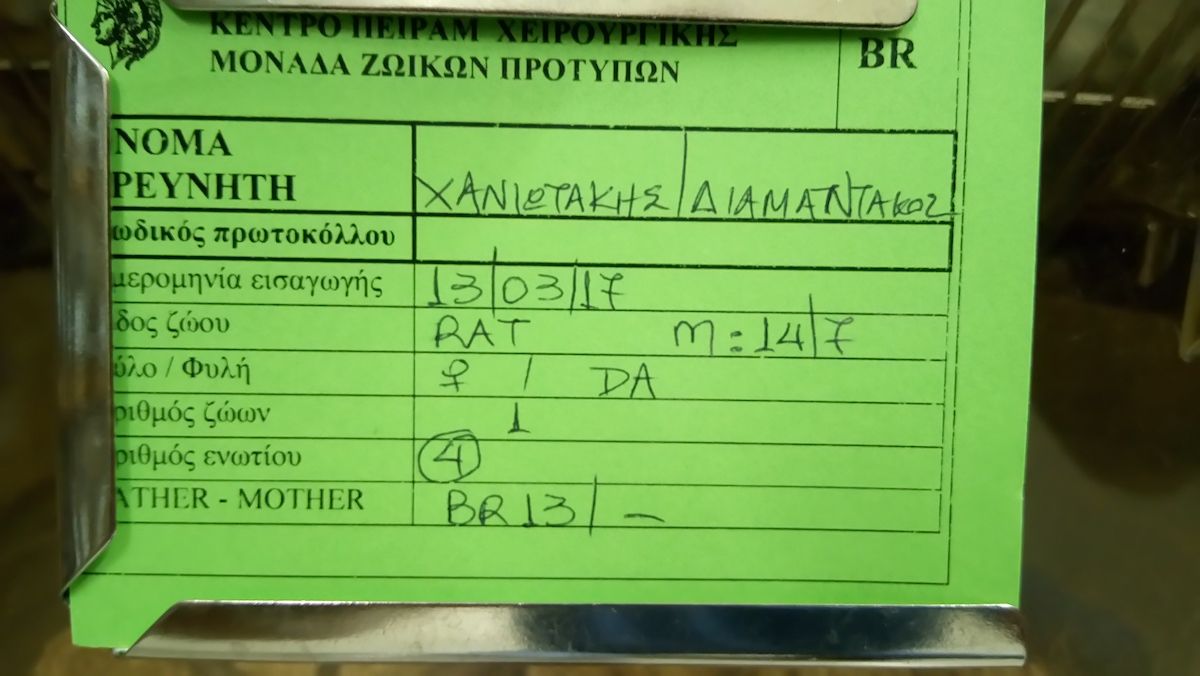 ΚΕΝΤΡΟ ΠΕΙΡΑΜ ΧΕΙΡΟΥΡΓΙΚΗΣ
ΜΟΝΑΔΑ ΖΩΙΚΩΝ ΠΡΟΤΥΠΩΝ
BR
ΝΟΜΑ
ΡΕΥΝΗΤΗ
ΧΑΝΙΩΤΑΚΗΣ/ΔΙΑΜΑΝΤΑΚΟΣ
ωδικός πρωτοκόλλου
μερομηνία εισαγωγής 13/03/17
δος ζώου RAT m: 14/7
ύλο / Φυλή ♀ / DA
ριθμός ζώων 1
ριθμός ενωτίου 4
ATHER - MOTHER BR13/-